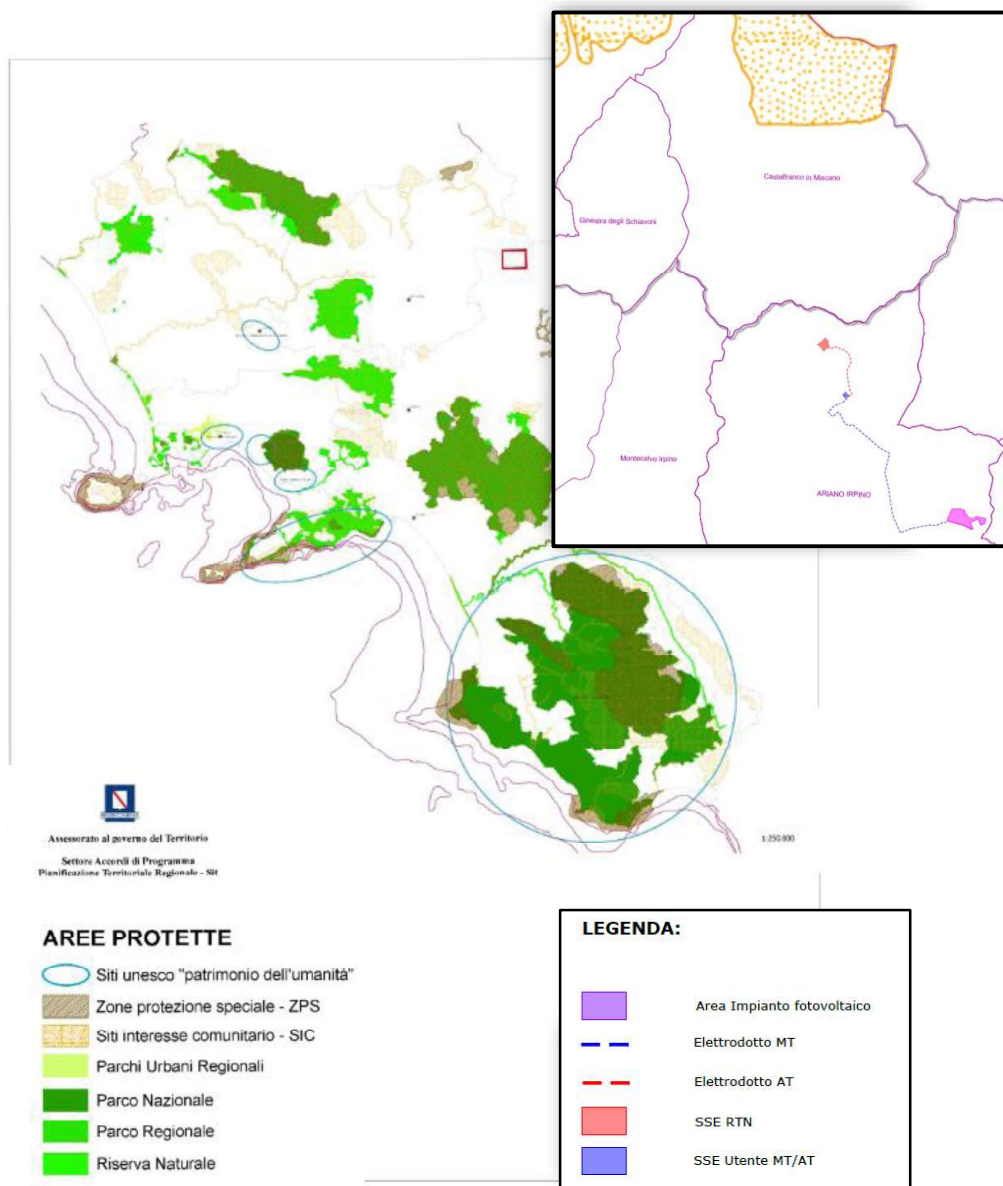 Castelfranco in Miscano
Ginestra degli Schiavoni
Montecalvo Irpino
ARIANO IRPINO
1:250.000
Assessorato al governo del Territorio
Settore Accordi di Programma
Pianificazione Territoriale Regionale - Sit
AREE PROTETTE
Siti unesco "patrimonio dell'umanità"
Zone protezione speciale - ZPS
Siti interesse comunitario - SIC
Parchi Urbani Regionali
Parco Nazionale
Parco Regionale
Riserva Naturale
LEGENDA:
Area Impianto fotovoltaico
Elettrodotto MT
Elettrodotto AT
SSE RTN
SSE Utente MT/AT